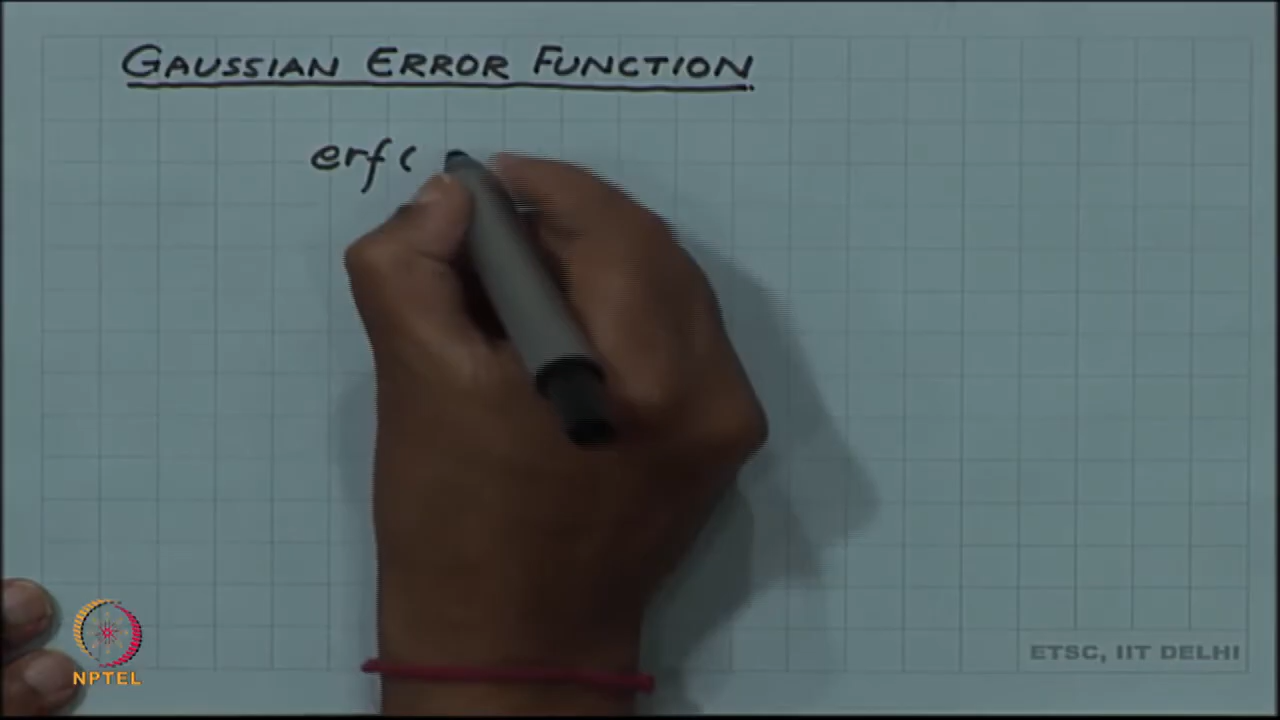 GAUSSIAN ERROR FUNCTION
erf(
NPTEL
ETSC, IIT DELHI